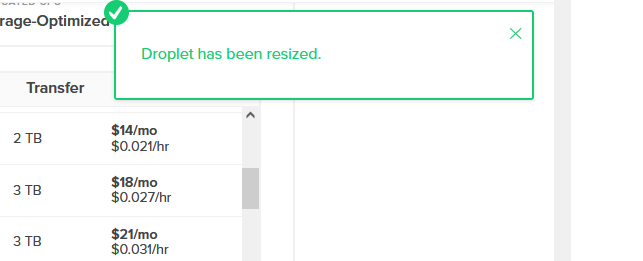 rage-Optimized
Droplet has been resized.
Transfer
2 TB
$14/mo
$0.021/hr
3 TB
$18/mo
$0.027/hr
3 TB
$21/mo
$0.031/hr